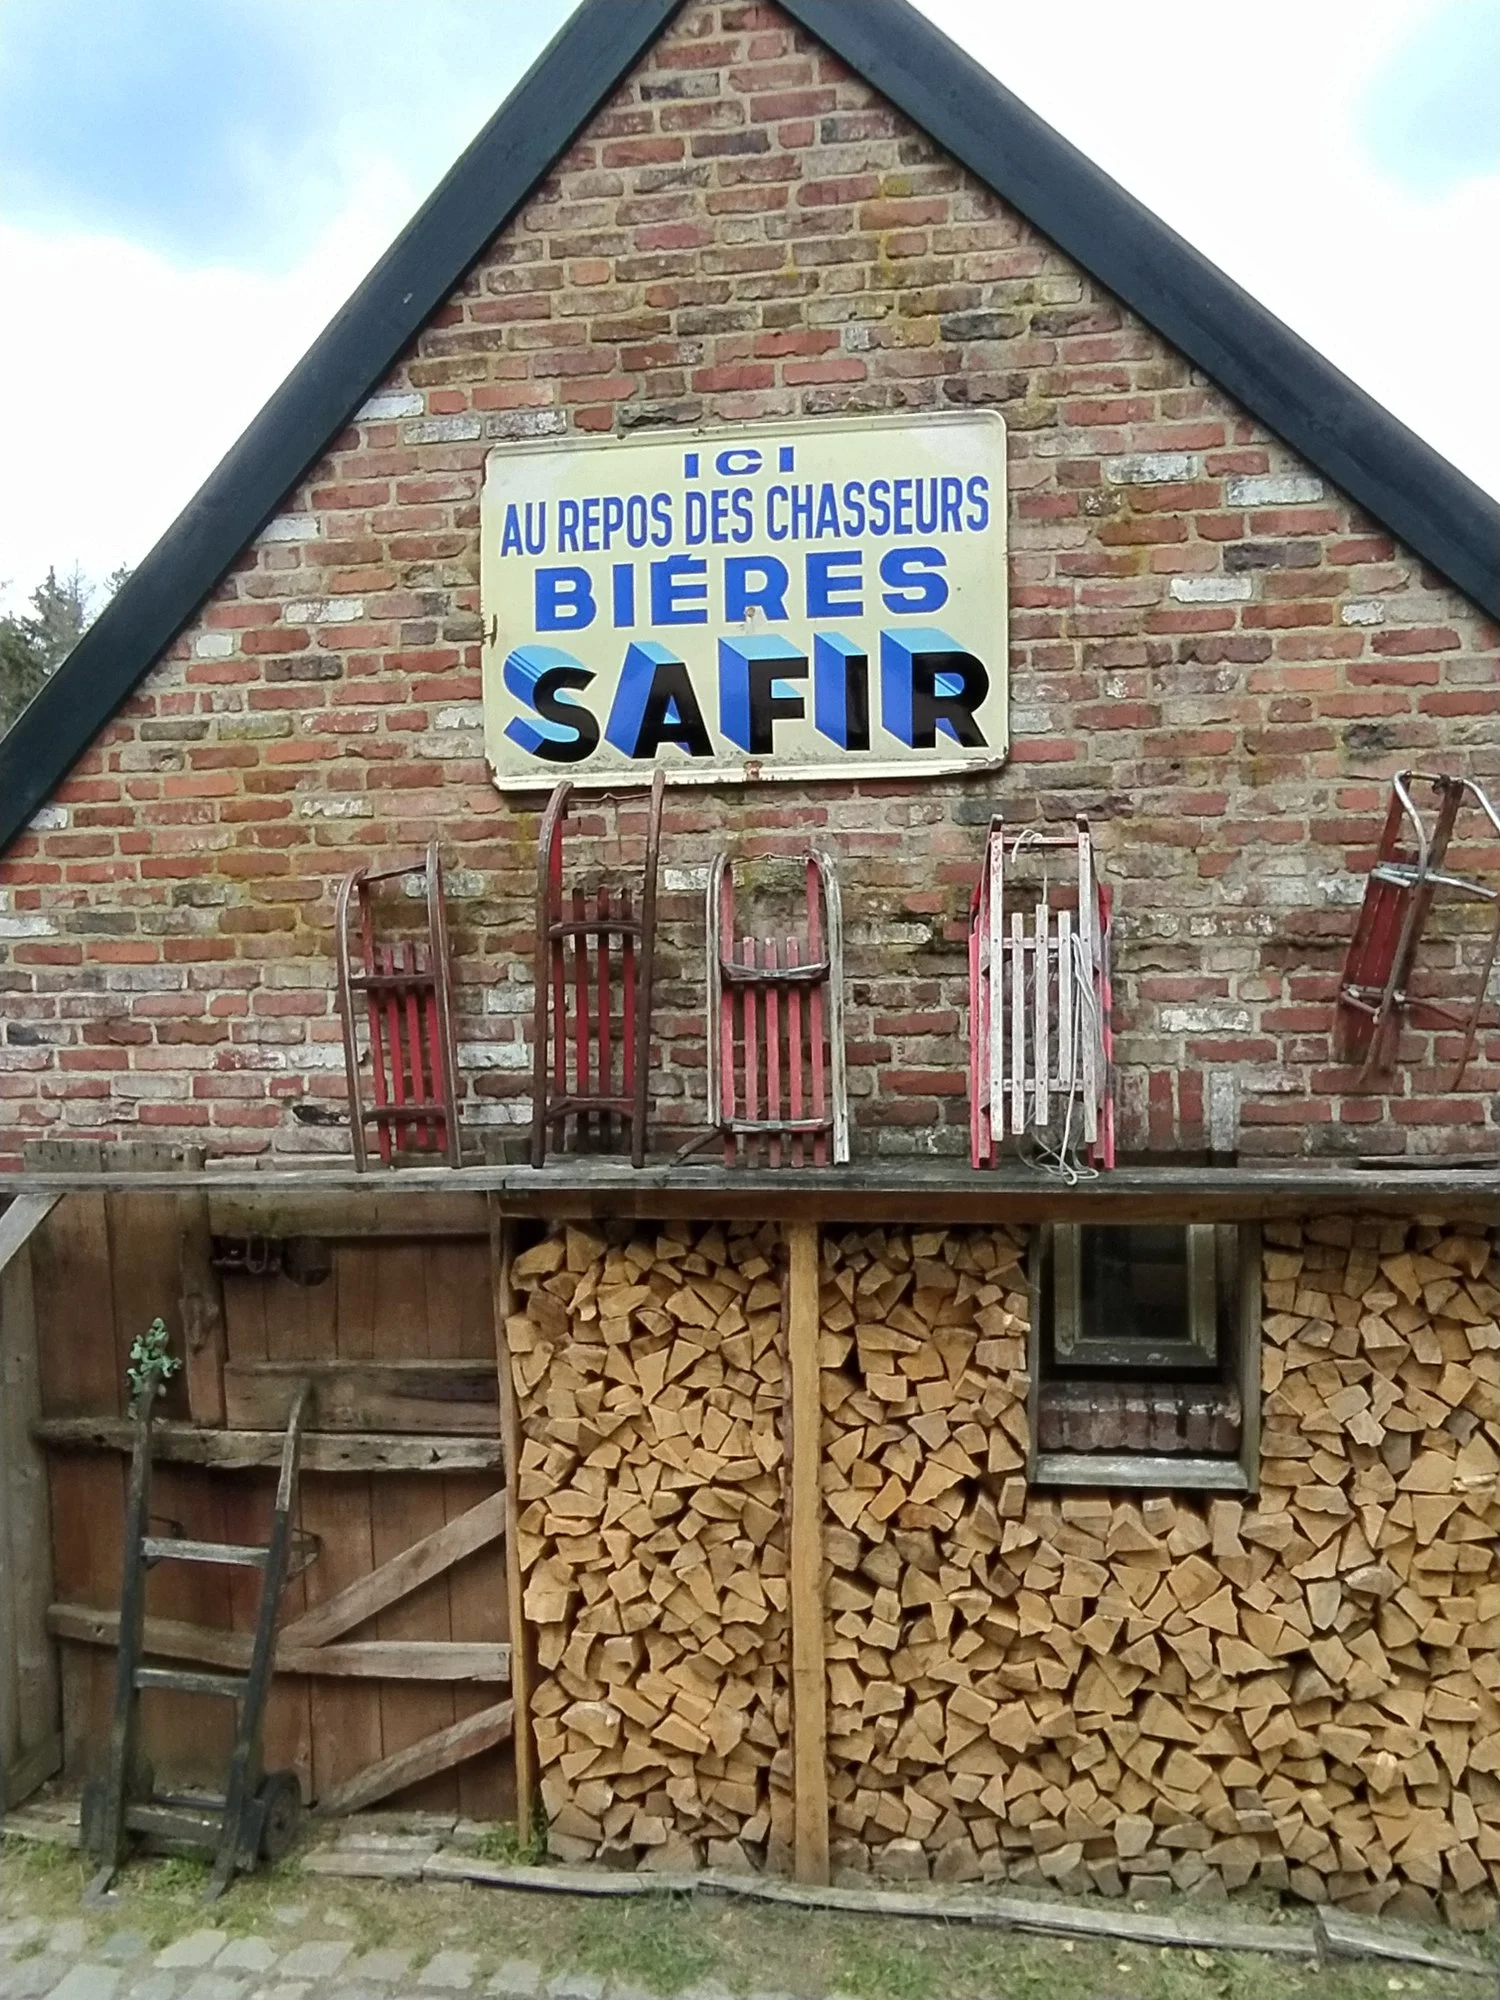 ICI
AU REPOS DES CHASSEURS
BIÉRES
SAFIR